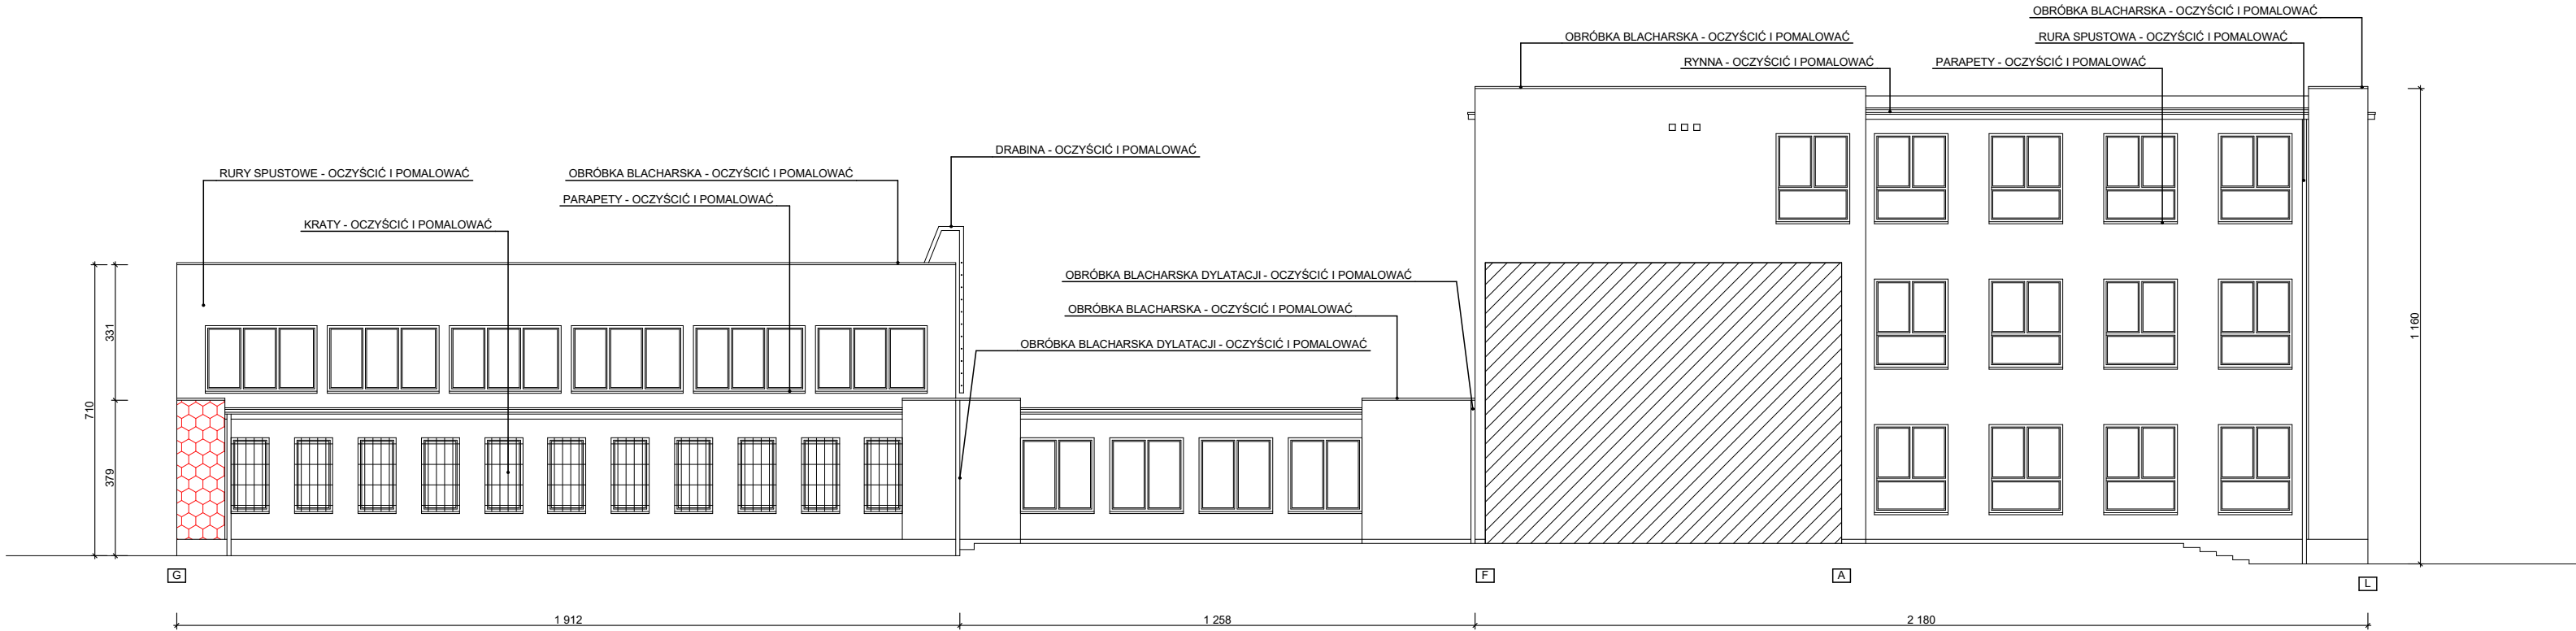 OBRÓBKA BLACHARSKA - OCZYŚCIĆ I POMALOWAĆ
OBRÓBKA BLACHARSKA - OCZYŚCIĆ I POMALOWAĆ
RURA SPUSTOWA - OCZYŚCIĆ I POMALOWAĆ
RYNNA - OCZYŚCIĆ I POMALOWAĆ
PARAPETY - OCZYŚCIĆ I POMALOWAĆ
DRABINA - OCZYŚCIĆ I POMALOWAĆ
RURY SPUSTOWE - OCZYŚCIĆ I POMALOWAĆ
OBRÓBKA BLACHARSKA - OCZYŚCIĆ I POMALOWAĆ
PARAPETY - OCZYŚCIĆ I POMALOWAĆ
KRATY - OCZYŚCIĆ I POMALOWAĆ
OBRÓBKA BLACHARSKA DYLATACJI - OCZYŚCIĆ I POMALOWAĆ
OBRÓBKA BLACHARSKA - OCZYŚCIĆ I POMALOWAĆ
OBRÓBKA BLACHARSKA DYLATACJI - OCZYŚCIĆ I POMALOWAĆ
331
1 160
710
379
G
F
A
L
1 912
1 258
2 180